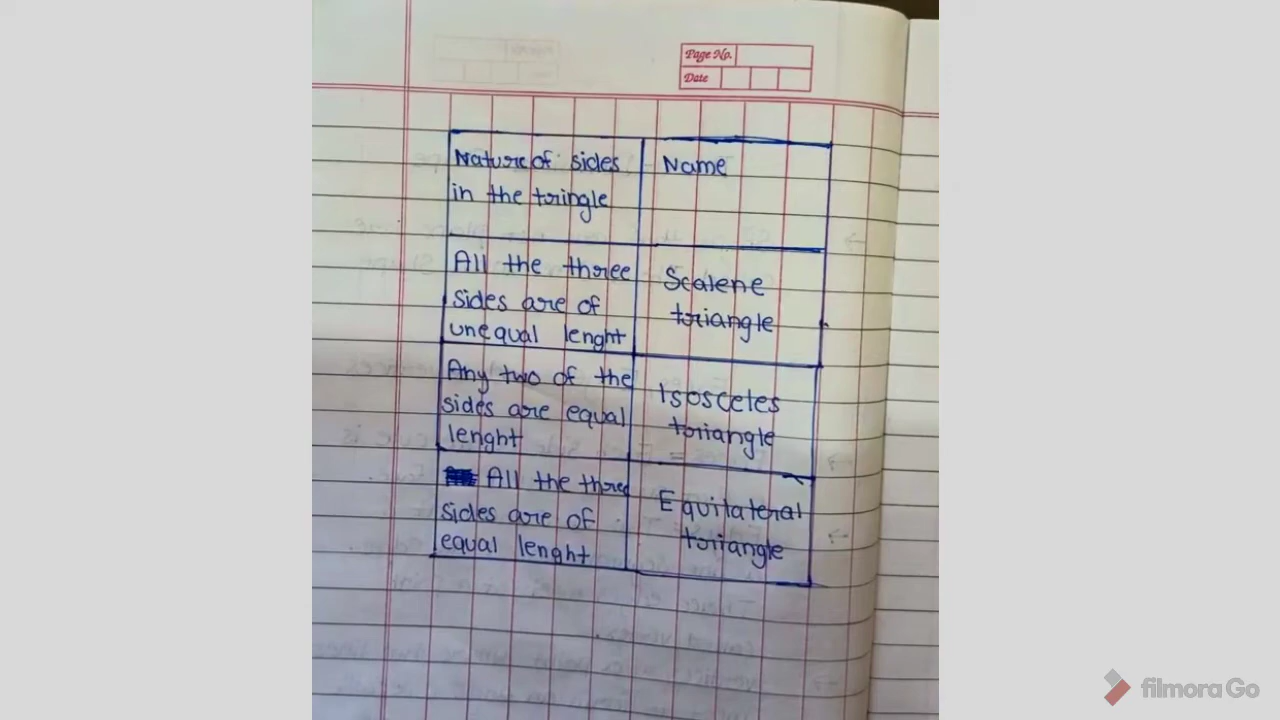 Page No.
Date
Nature of sides
in the tringle
Name
All the three
sides are of
unequal lenght
Scalene
triangle
Any two of the
sides are equal
lenght
Isosceles
triangle
All the three
sides are of
equal lenght
Equilateral
triangle
filmoraGo